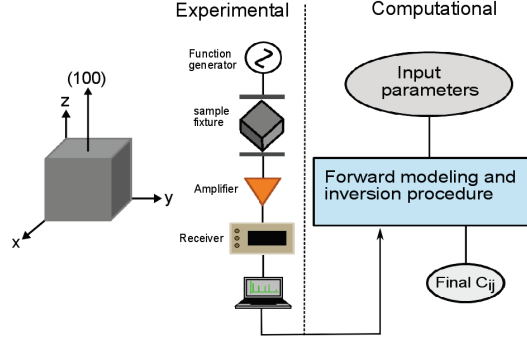 Experimental
Computational
(100)
z
y
x
Function
generator
sample
fixture
Amplifier
Receiver
Input
parameters
Forward modeling and
inversion procedure
Final Cij